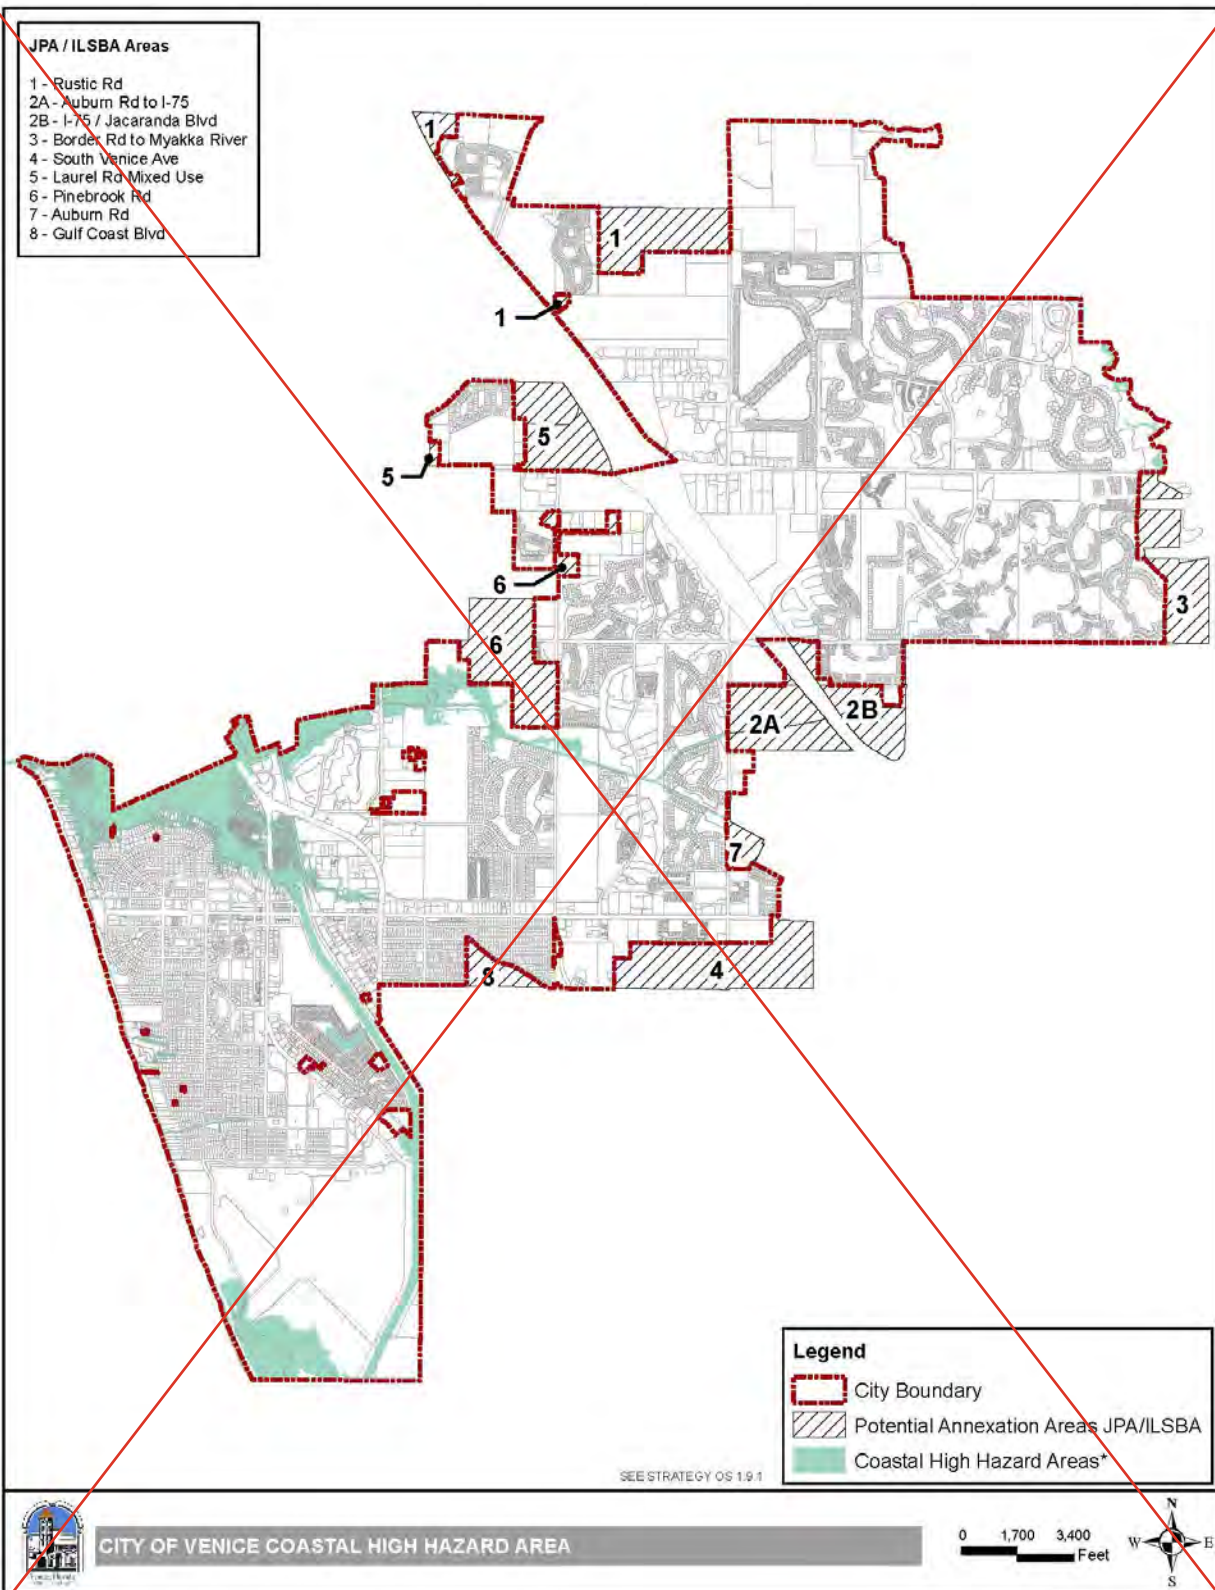 JPA / ILSBA Areas
1 - Rustic Rd
2A - Auburn Rd to I-75
2B - I-75 / Jacaranda Blvd
3 - Border Rd to Myakka River
4 - South Venice Ave
5 - Laurel Rd Mixed Use
6 - Pinebrook Rd
7 - Auburn Rd
8 - Gulf Coast Blvd
1
1
1
5
5
6
3
6
2A
2B
7
4
8
Legend
City Boundary
Potential Annexation Areas JPA/ILSBA
Coastal High Hazard Areas*
SEE STRATEGY OS 1.9.1
CITY OF VENICE COASTAL HIGH HAZARD AREA
0 1,700 3,400
Feet
N
W E
S